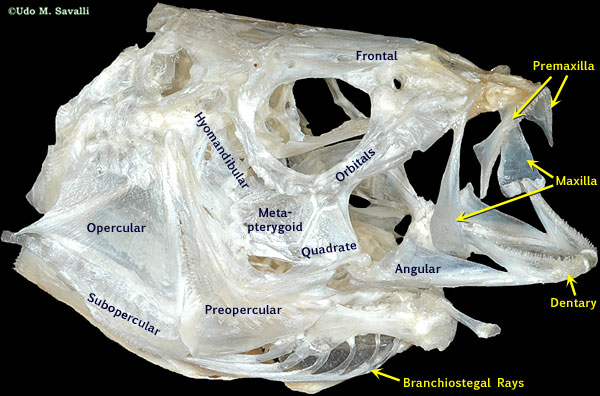 ©Udo M. Savalli
Frontal
Premaxilla
Hyomandibular
Orbitals
Maxilla
Meta-
pterygoid
Opercular
Quadrate
Angular
Subopercular
Preopercular
Dentary
Branchiostegal Rays